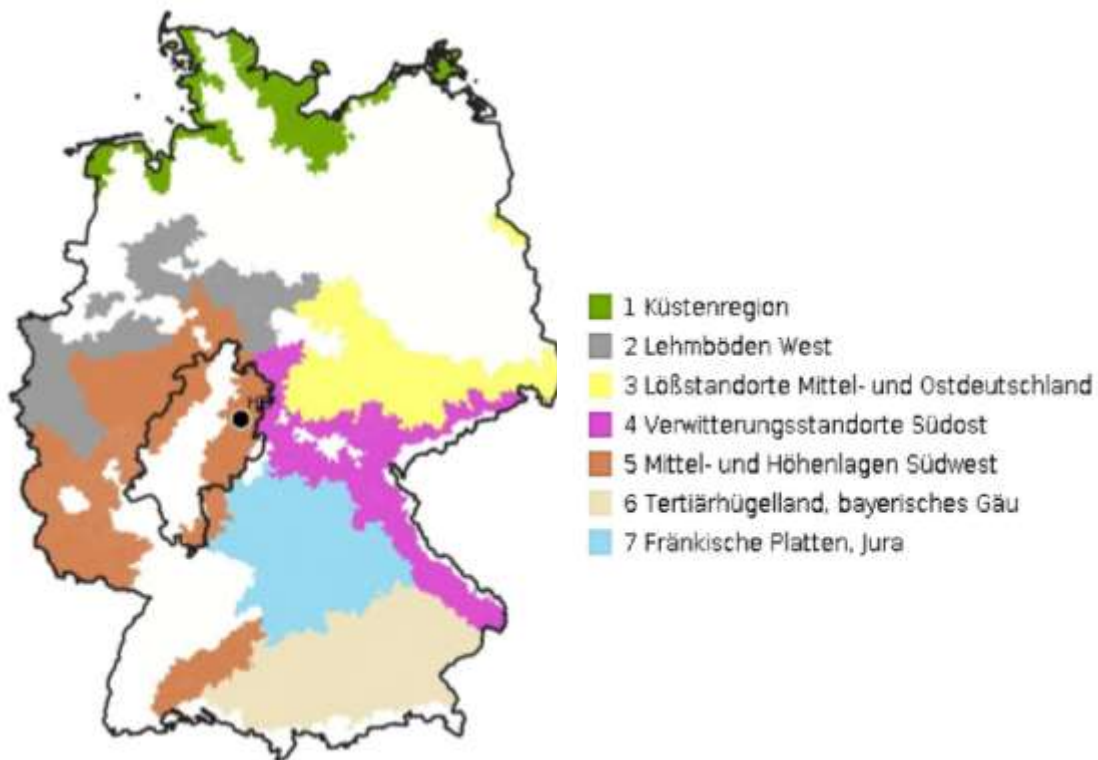 1 Küstenregion
2 Lehmböden West
3 Lößstandorte Mittel- und Ostdeutschland
4 Verwitterungsstandorte Südost
5 Mittel- und Höhenlagen Südwest
6 Tertiärhügelland, bayerisches Gäu
7 Fränkische Platten, Jura